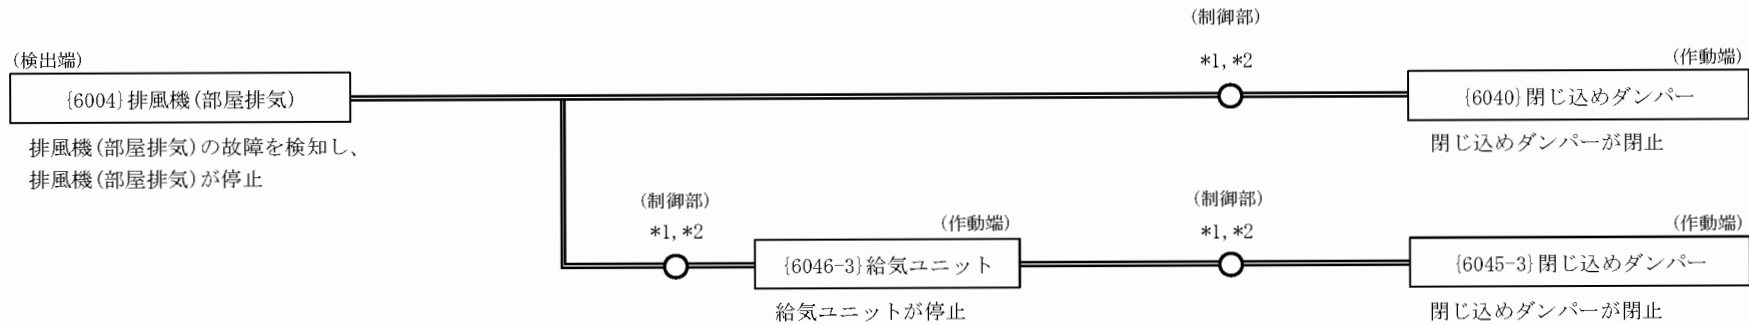 (制御部)
*1, *2
(検出端)
(作動端)
{6004}排風機(部屋排気)
{6040}閉じ込めダンパー
排風機(部屋排気)の故障を検知し、
排風機(部屋排気)が停止
閉じ込めダンパーが閉止
(制御部)
*1, *2
(作動端)
(制御部)
*1, *2
(作動端)
{6046-3}給気ユニット
{6045-3}閉じ込めダンパー
給気ユニットが停止
閉じ込めダンパーが閉止